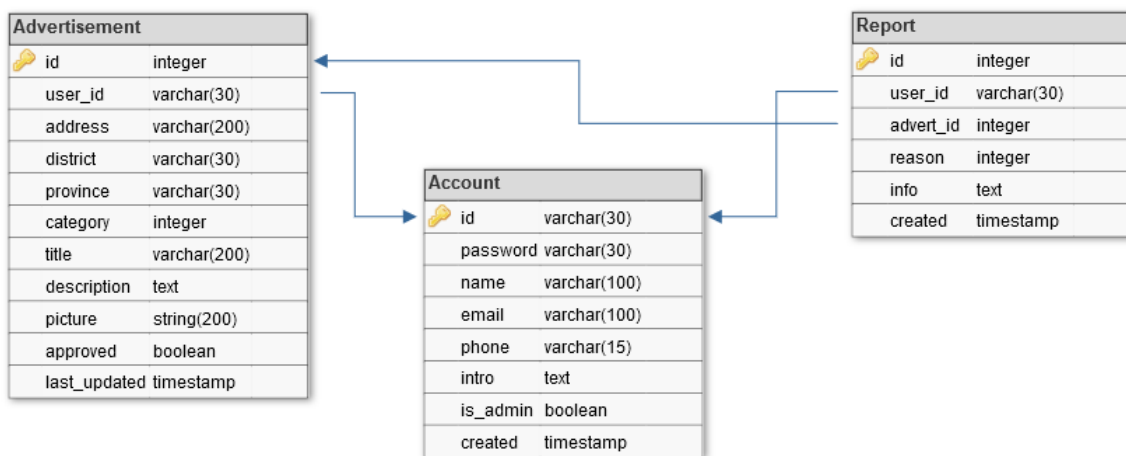 Advertisement
id integer
user_id varchar(30)
address varchar(200)
district varchar(30)
province varchar(30)
category integer
title varchar(200)
description text
picture string(200)
approved boolean
last_updated timestamp
Account
id varchar(30)
password varchar(30)
name varchar(100)
email varchar(100)
phone varchar(15)
intro text
is_admin boolean
created timestamp
Report
id integer
user_id varchar(30)
advert_id integer
reason integer
info text
created timestamp